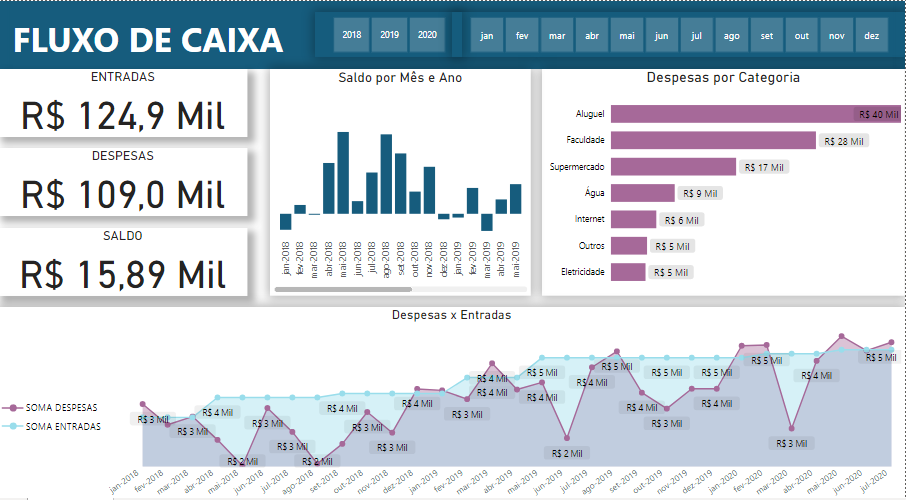 FLUXO DE CAIXA
2018 2019 2020
jan fev mar abr mai jun jul ago set out nov dez
ENTRADAS
R$ 124,9 Mil
DESPESAS
R$ 109,0 Mil
SALDO
R$ 15,89 Mil
Saldo por Mês e Ano
jan-2018 fev-2018 mar-2018 abr-2018 mai-2018 jun-2018 jul-2018 ago-2018 set-2018 out-2018 nov-2018 dez-2018 jan-2019 fev-2019 mar-2019 abr-2019 mai-2019
Despesas por Categoria
Aluguel R$ 40 Mil
Faculdade R$ 28 Mil
Supermercado R$ 17 Mil
Água R$ 9 Mil
Internet R$ 6 Mil
Outros R$ 5 Mil
Eletricidade R$ 5 Mil
Despesas x Entradas
SOMA DESPESAS
SOMA ENTRADAS
R$ 5 Mil R$ 5 Mil
R$ 5 Mil R$ 5 Mil R$ 5 Mil R$ 5 Mil
R$ 4 Mil R$ 4 Mil R$ 4 Mil
R$ 4 Mil R$ 4 Mil
R$ 4 Mil R$ 4 Mil R$ 4 Mil R$ 4 Mil R$ 4 Mil R$ 4 Mil
R$ 4 Mil R$ 3 Mil
R$ 3 Mil R$ 3 Mil R$ 3 Mil R$ 3 Mil
R$ 3 Mil
R$ 3 Mil R$ 3 Mil R$ 3 Mil
R$ 2 Mil
R$ 2 Mil R$ 2 Mil
jan-2018 fev-2018 mar-2018 abr-2018 mai-2018 jun-2018 jul-2018 ago-2018 set-2018 out-2018 nov-2018 dez-2018 jan-2019 fev-2019 mar-2019 abr-2019 mai-2019 jun-2019 jul-2019 ago-2019 set-2019 out-2019 nov-2019 dez-2019 jan-2020 fev-2020 mar-2020 abr-2020 mai-2020 jun-2020 jul-2020